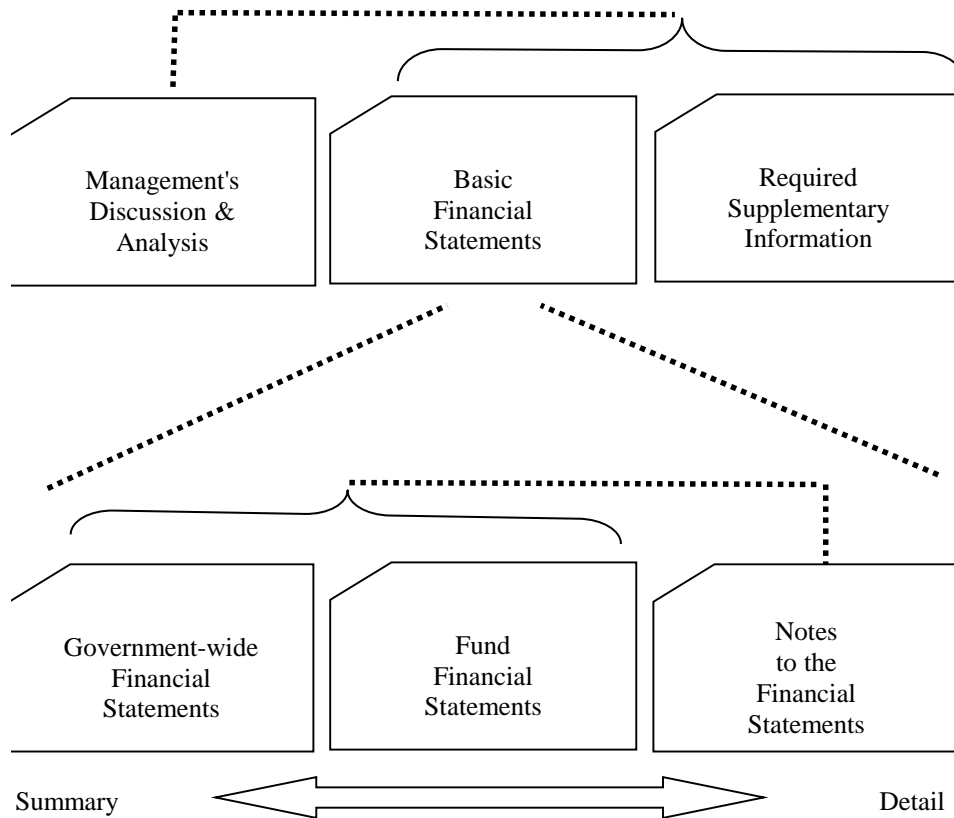 Management's
Discussion &
Analysis
Basic
Financial
Statements
Required
Supplementary
Information
Government-wide
Financial
Statements
Fund
Financial
Statements
Notes
to the
Financial
Statements
Summary
Detail